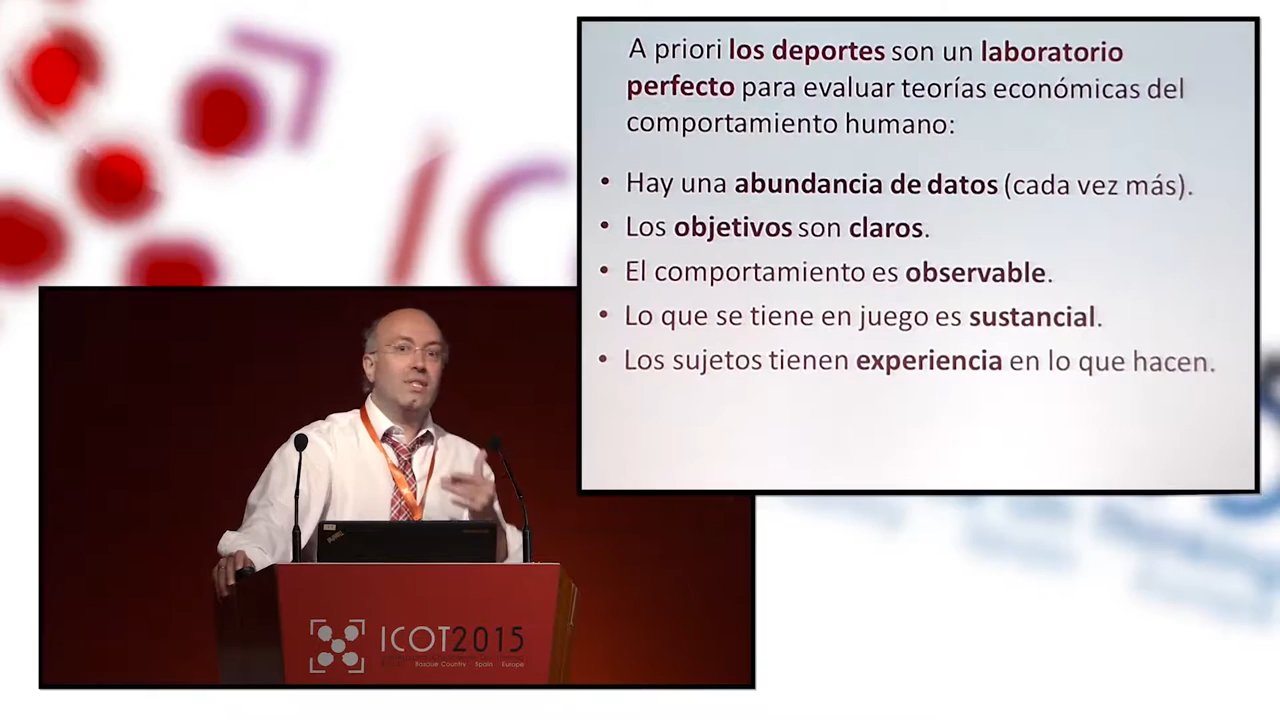 A priori los deportes son un laboratorio
perfecto para evaluar teorías económicas del
comportamiento humano:
• Hay una abundancia de datos (cada vez más).
• Los objetivos son claros.
• El comportamiento es observable.
• Lo que se tiene en juego es sustancial.
• Los sujetos tienen experiencia en lo que hacen.
IC
ICOT2015
Basque Country Spain Europe